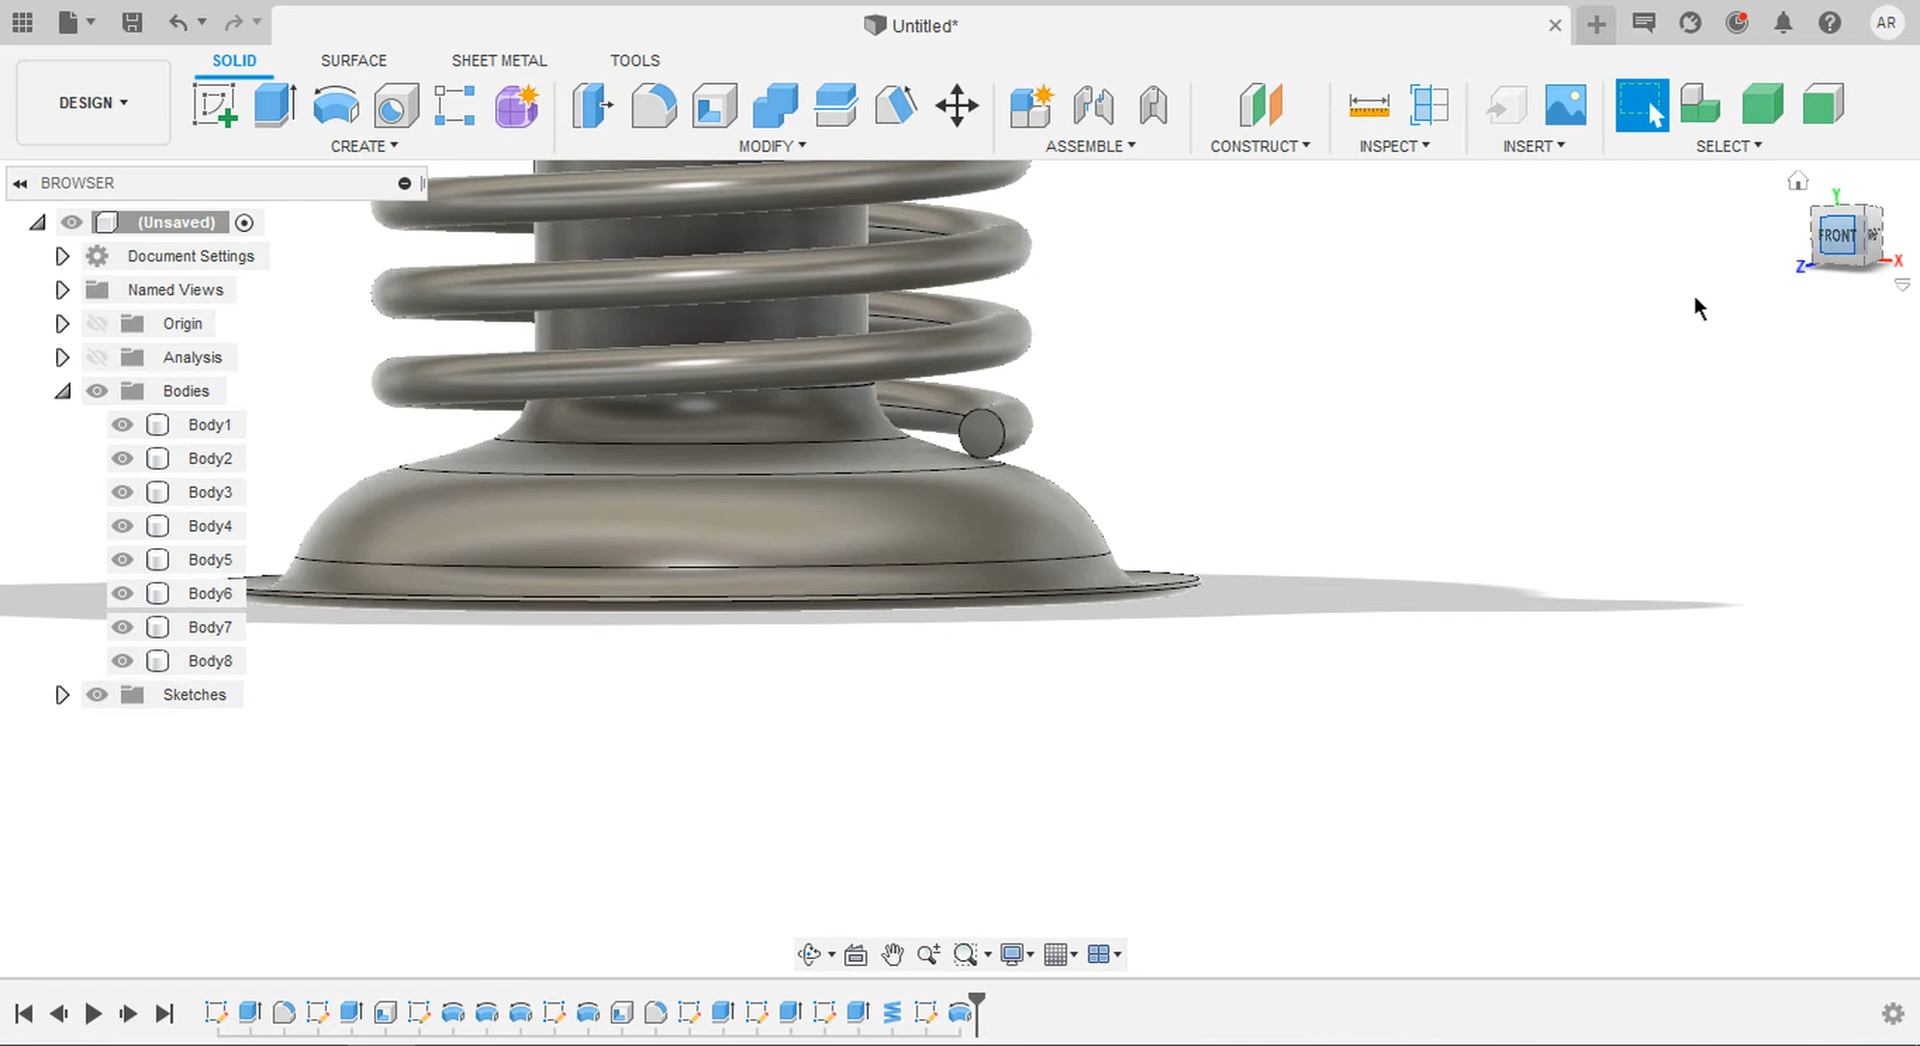 Untitled*
AR
DESIGN
SOLID
SURFACE
SHEET METAL
TOOLS
CREATE
MODIFY
ASSEMBLE
CONSTRUCT
INSPECT
INSERT
SELECT
BROWSER
(Unsaved)
Document Settings
Named Views
Origin
Analysis
Bodies
Body1
Body2
Body3
Body4
Body5
Body6
Body7
Body8
Sketches
Y
FRONT
Z
X